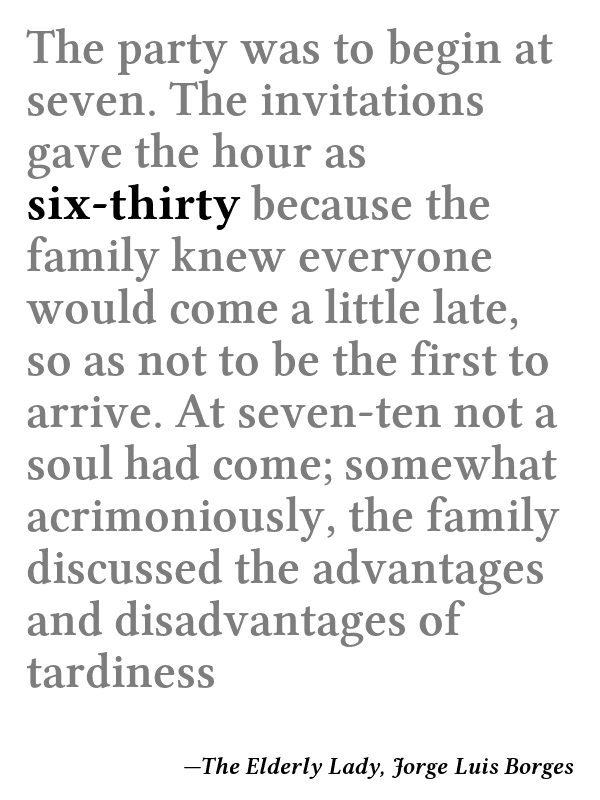 The party was to begin at
seven. The invitations
gave the hour as
six-thirty because the
family knew everyone
would come a little late,
so as not to be the first to
arrive. At seven-ten not a
soul had come; somewhat
acrimoniously, the family
discussed the advantages
and disadvantages of
tardiness
—The Elderly Lady, Jorge Luis Borges